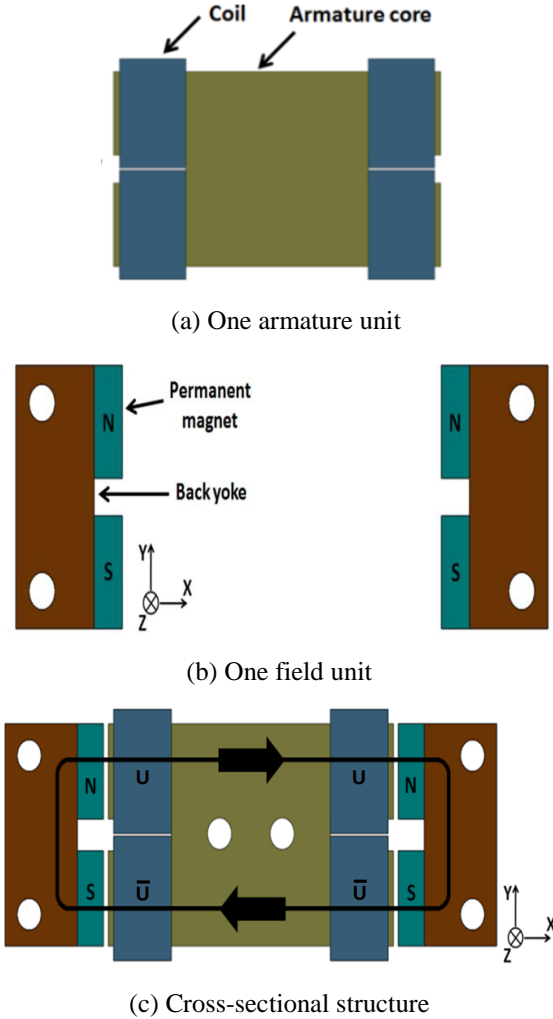 Coil
Armature core
(a) One armature unit
Permanent
magnet
N
N
Back yoke
S
S
Y
X
Z
(b) One field unit
N
U
U
N
S
Ū
Ū
S
Y
X
Z
(c) Cross-sectional structure